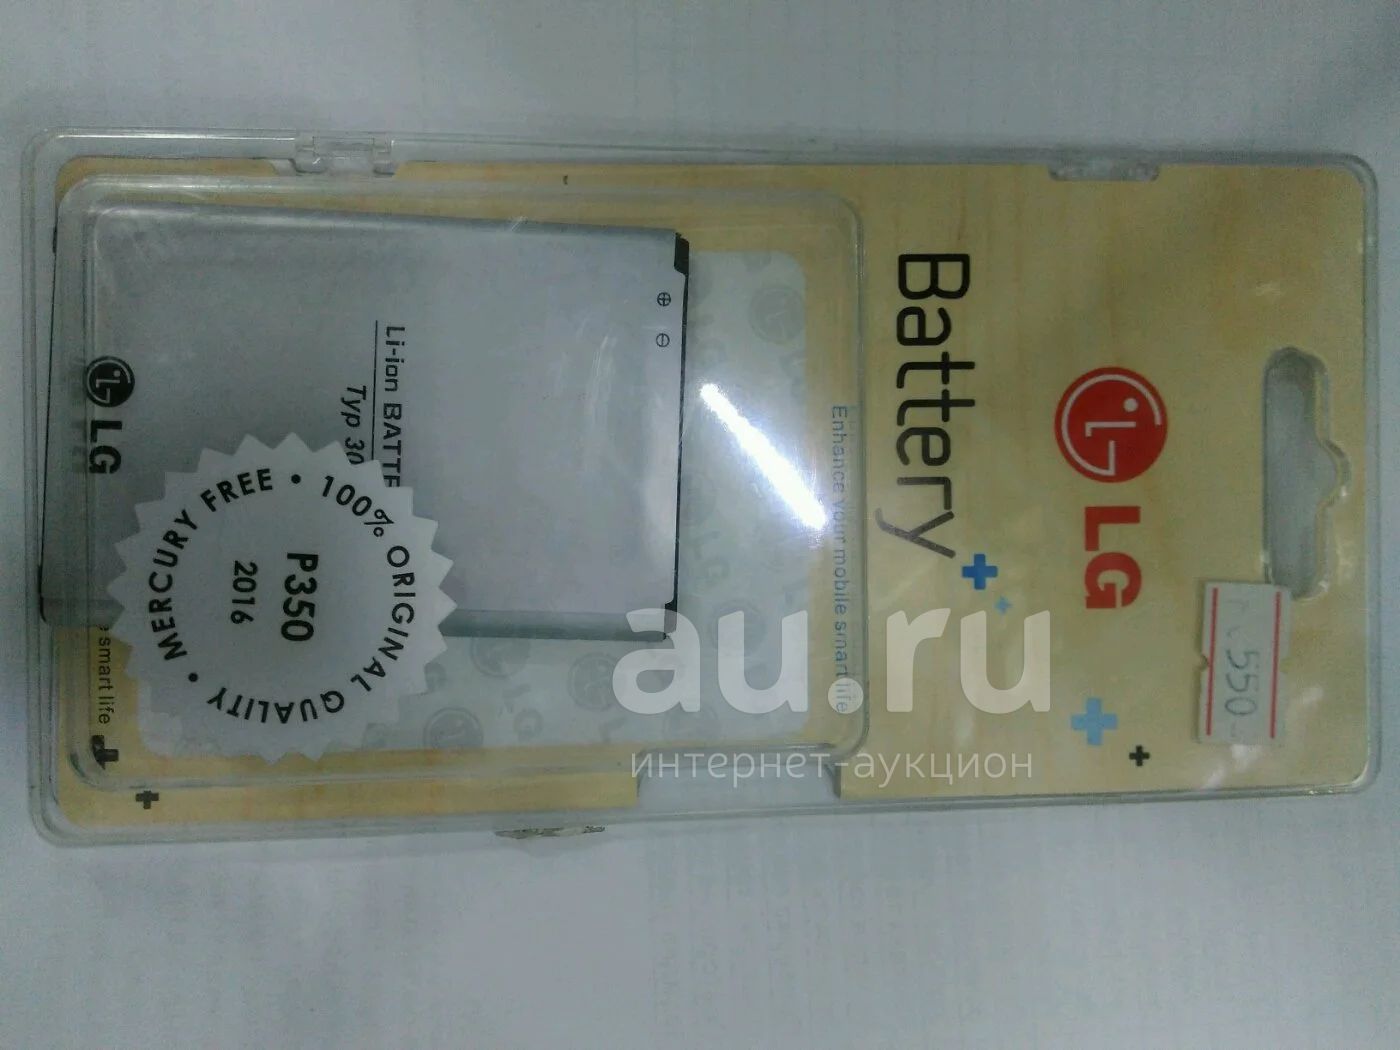 LG
Battery
Enhance your mobile smart life
Li-ion BATTE
Typ 30
LG
100% ORIGINAL QUALITY • MERCURY FREE •
P350
2016
smart life
550
au.ru
интернет-аукцион